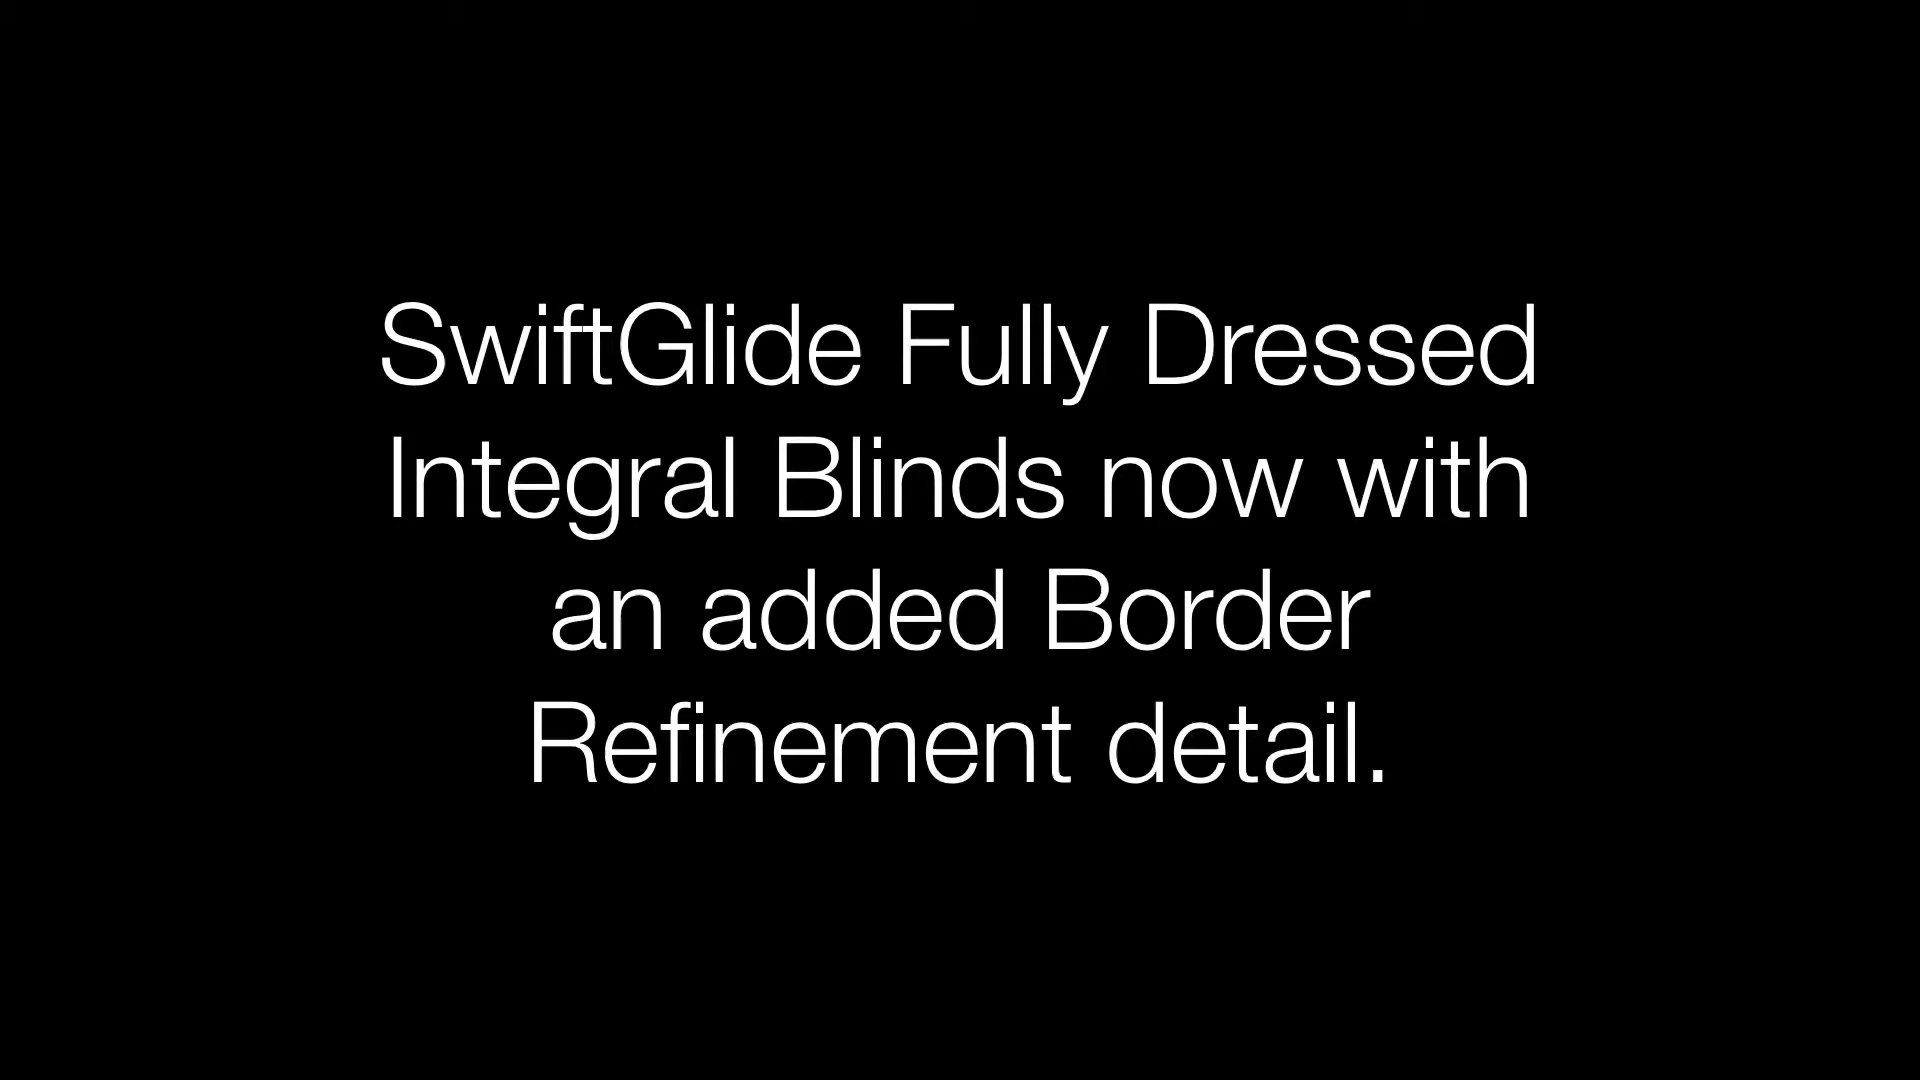 SwiftGlide Fully Dressed
Integral Blinds now with
an added Border
Refinement detail.